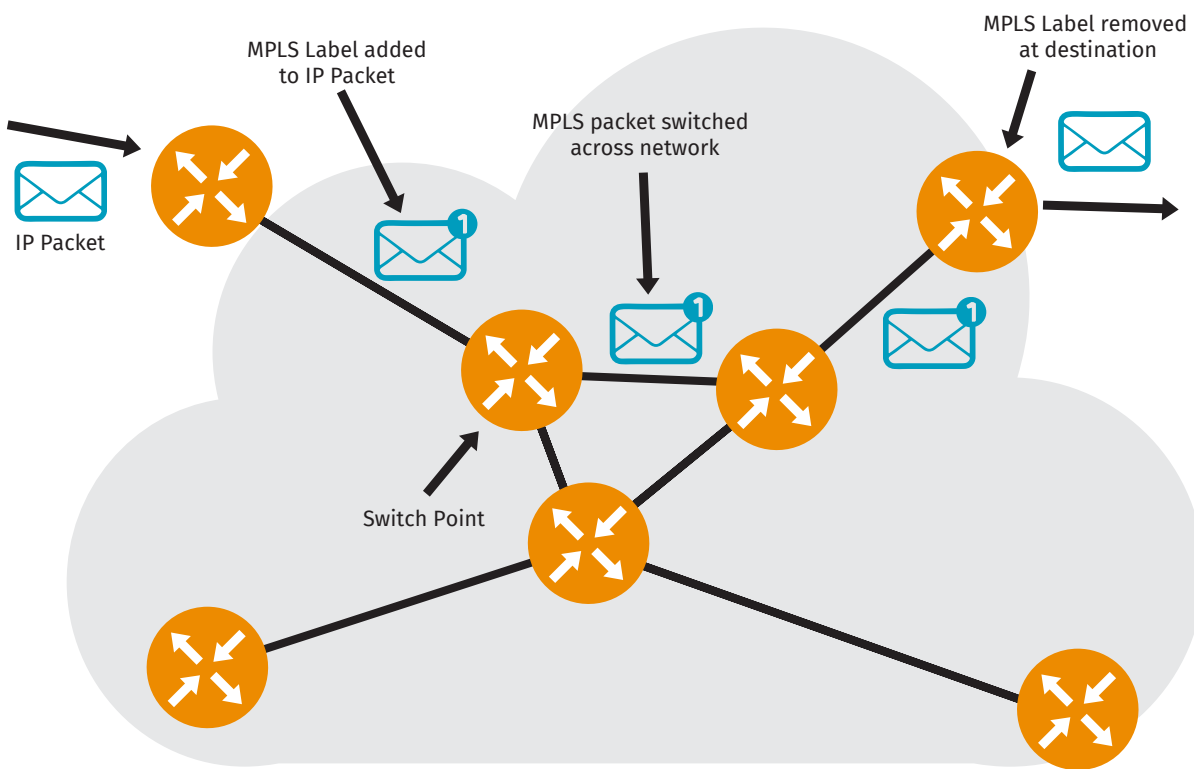 MPLS Label added
to IP Packet
MPLS Label removed
at destination
MPLS packet switched
across network
IP Packet
1
1
1
Switch Point